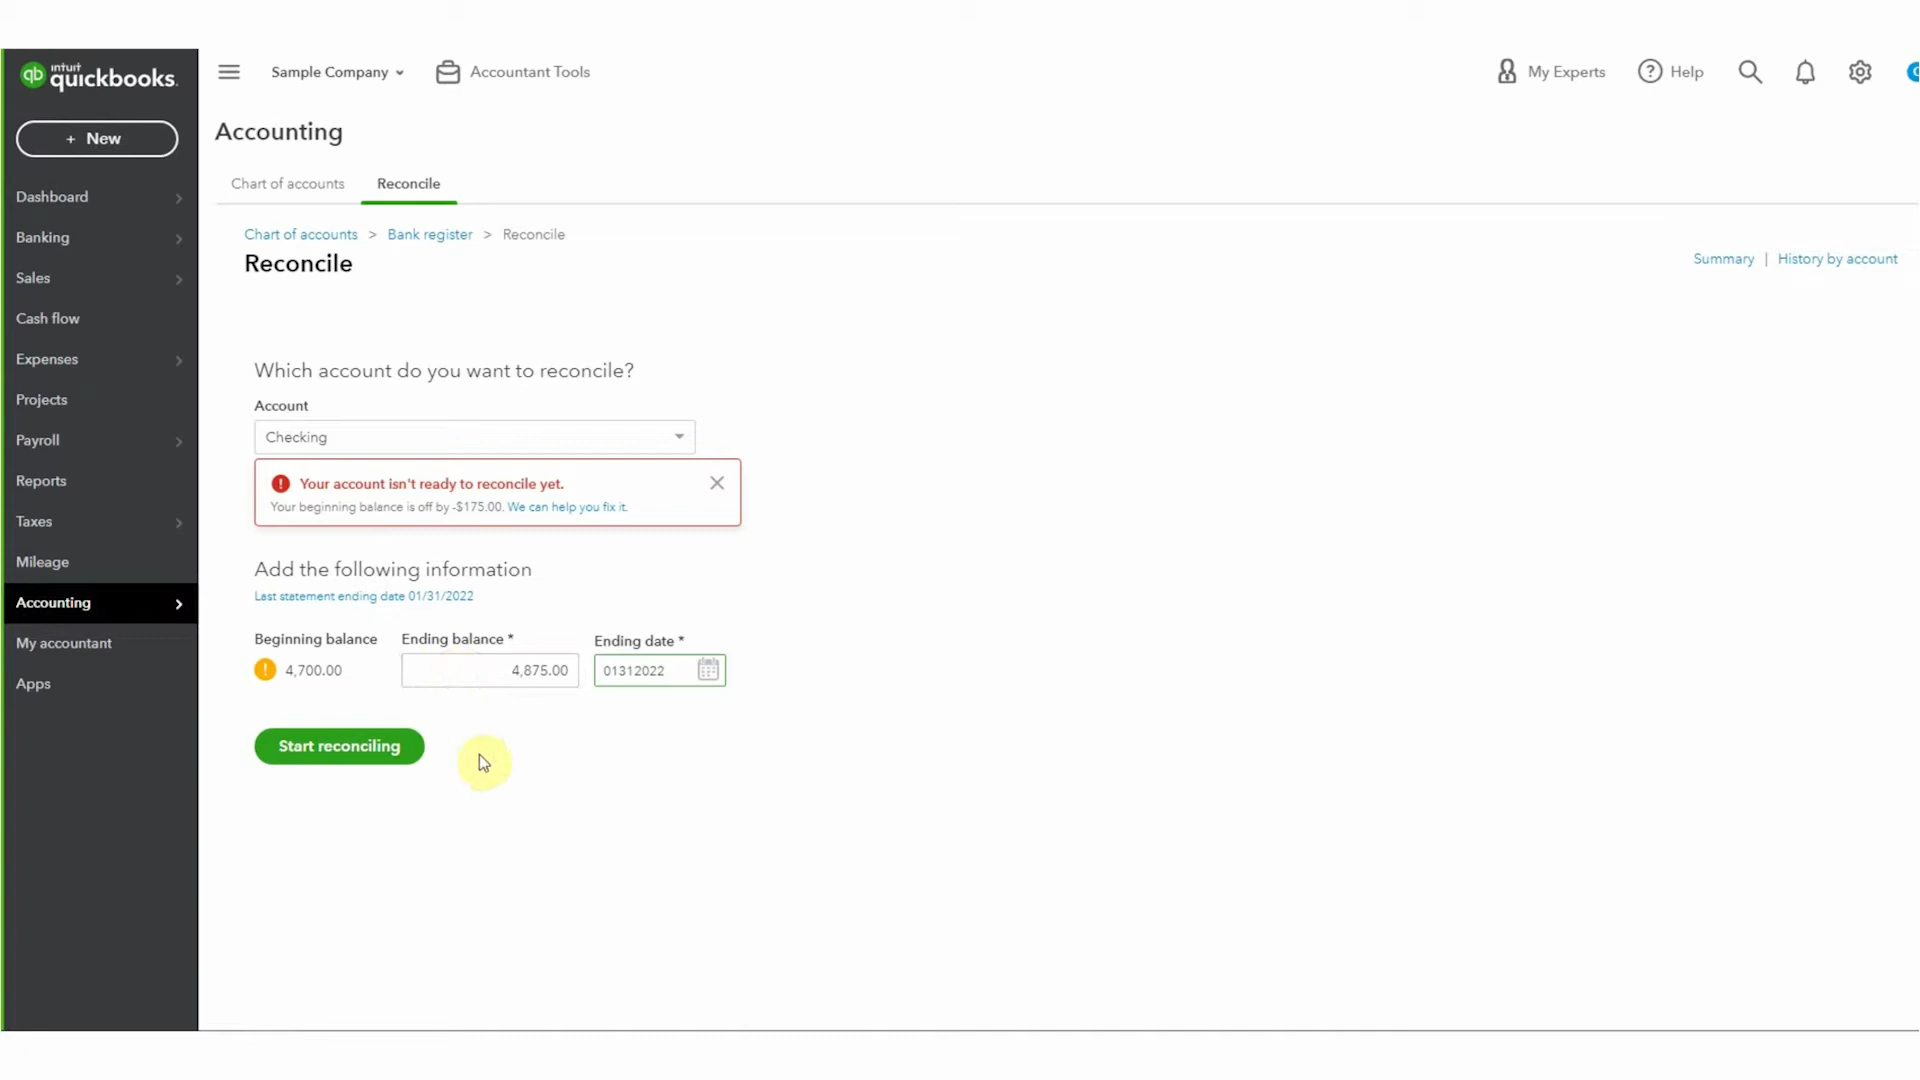 intuit
quickbooks.
Sample Company
Accountant Tools
My Experts
Help
+ New
Accounting
Dashboard
Banking
Sales
Cash flow
Expenses
Projects
Payroll
Reports
Taxes
Mileage
Accounting
My accountant
Apps
Chart of accounts
Reconcile
Chart of accounts > Bank register > Reconcile
Reconcile
Summary | History by account
Which account do you want to reconcile?
Account
Checking
Your account isn't ready to reconcile yet.
Your beginning balance is off by -$175.00. We can help you fix it.
Add the following information
Last statement ending date 01/31/2022
Beginning balance
Ending balance *
Ending date *
4,700.00
4,875.00
01312022
Start reconciling